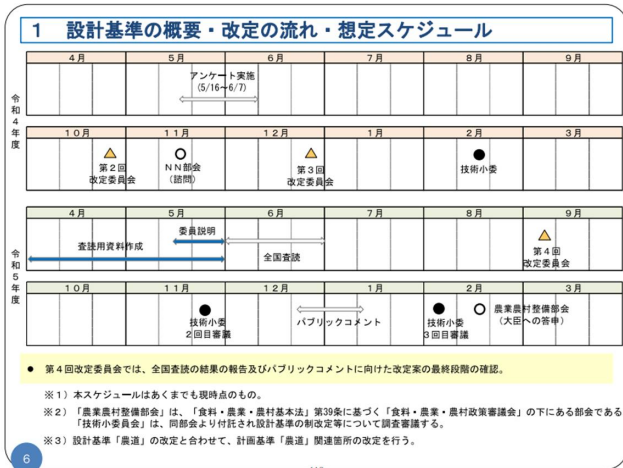 1 設計基準の概要・改定の流れ・想定スケジュール
令和4年度
4月 5月 6月 7月 8月 9月
アンケート実施
(5/16～6/7)
10月 11月 12月 1月 2月 3月
第2回
改定委員会
NN部会
(諮問)
第3回
改定委員会
技術小委
令和5年度
4月 5月 6月 7月 8月 9月
査読用資料作成
委員説明
全国査読
第4回
改定委員会
10月 11月 12月 1月 2月 3月
技術小委
2回目審議
パブリックコメント
技術小委
3回目審議
農業農村整備部会
(大臣への答申)
● 第4回改定委員会では、全国査読の結果の報告及びパブリックコメントに向けた改定案の最終段階の確認。
※1）本スケジュールはあくまでも現時点のもの。
※2）「農業農村整備部会」は、「食料・農業・農村基本法」第39条に基づく「食料・農業・農村政策審議会」の下にある部会である
「技術小委員会」は、同部会より付託され設計基準の制改定等について調査審議する。
※3）設計基準「農道」の改定と合わせて、計画基準「農道」関連箇所の改定を行う。
6